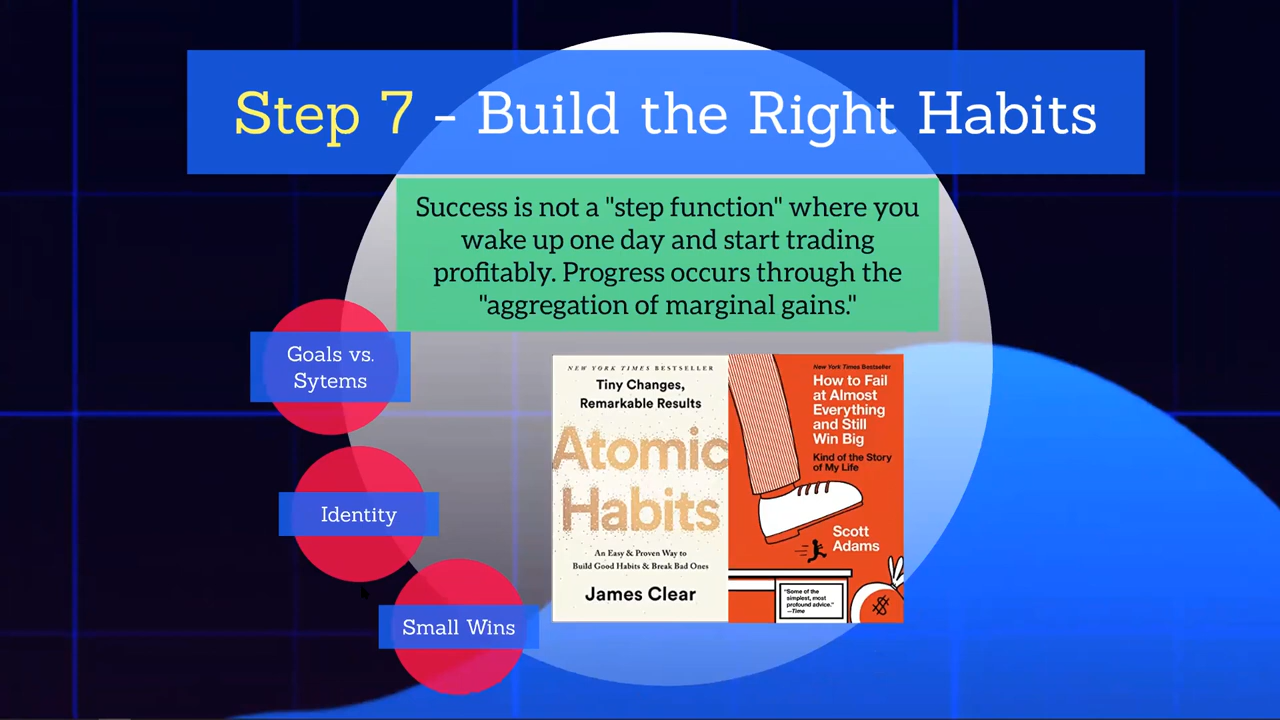 Step 7 - Build the Right Habits
Success is not a "step function" where you
wake up one day and start trading
profitably. Progress occurs through the
"aggregation of marginal gains."
Goals vs.
Sytems
Identity
Small Wins
NEW YORK TIMES BESTSELLER
Tiny Changes,
Remarkable Results
Atomic
Habits
An Easy & Proven Way to
Build Good Habits & Break Bad Ones
James Clear
New York Times Bestseller
How to Fail
at Almost
Everything
and Still
Win Big
Kind of the Story
of My Life
Scott
Adams
"Some of the
simplest, most
profound advice."
—Time